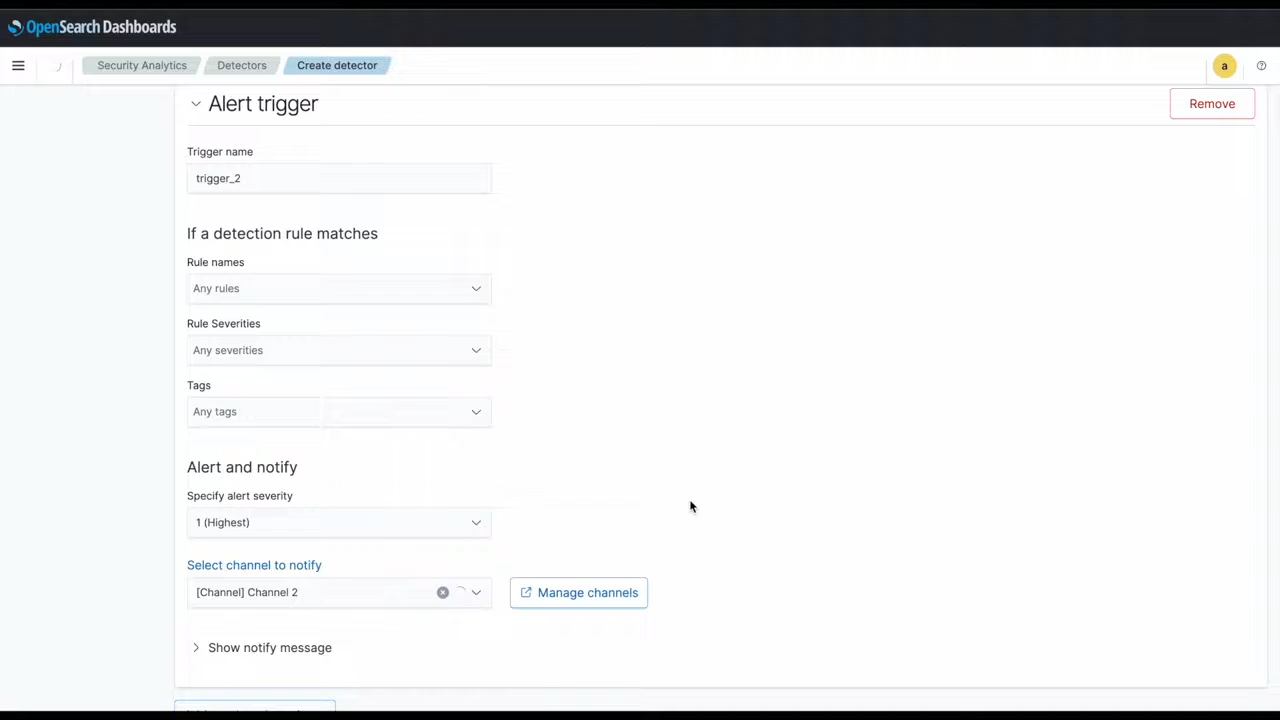 OpenSearch Dashboards
Security Analytics
Detectors
Create detector
a
Alert trigger
Remove
Trigger name
trigger_2
If a detection rule matches
Rule names
Any rules
Rule Severities
Any severities
Tags
Any tags
Alert and notify
Specify alert severity
1 (Highest)
Select channel to notify
[Channel] Channel 2
Manage channels
Show notify message